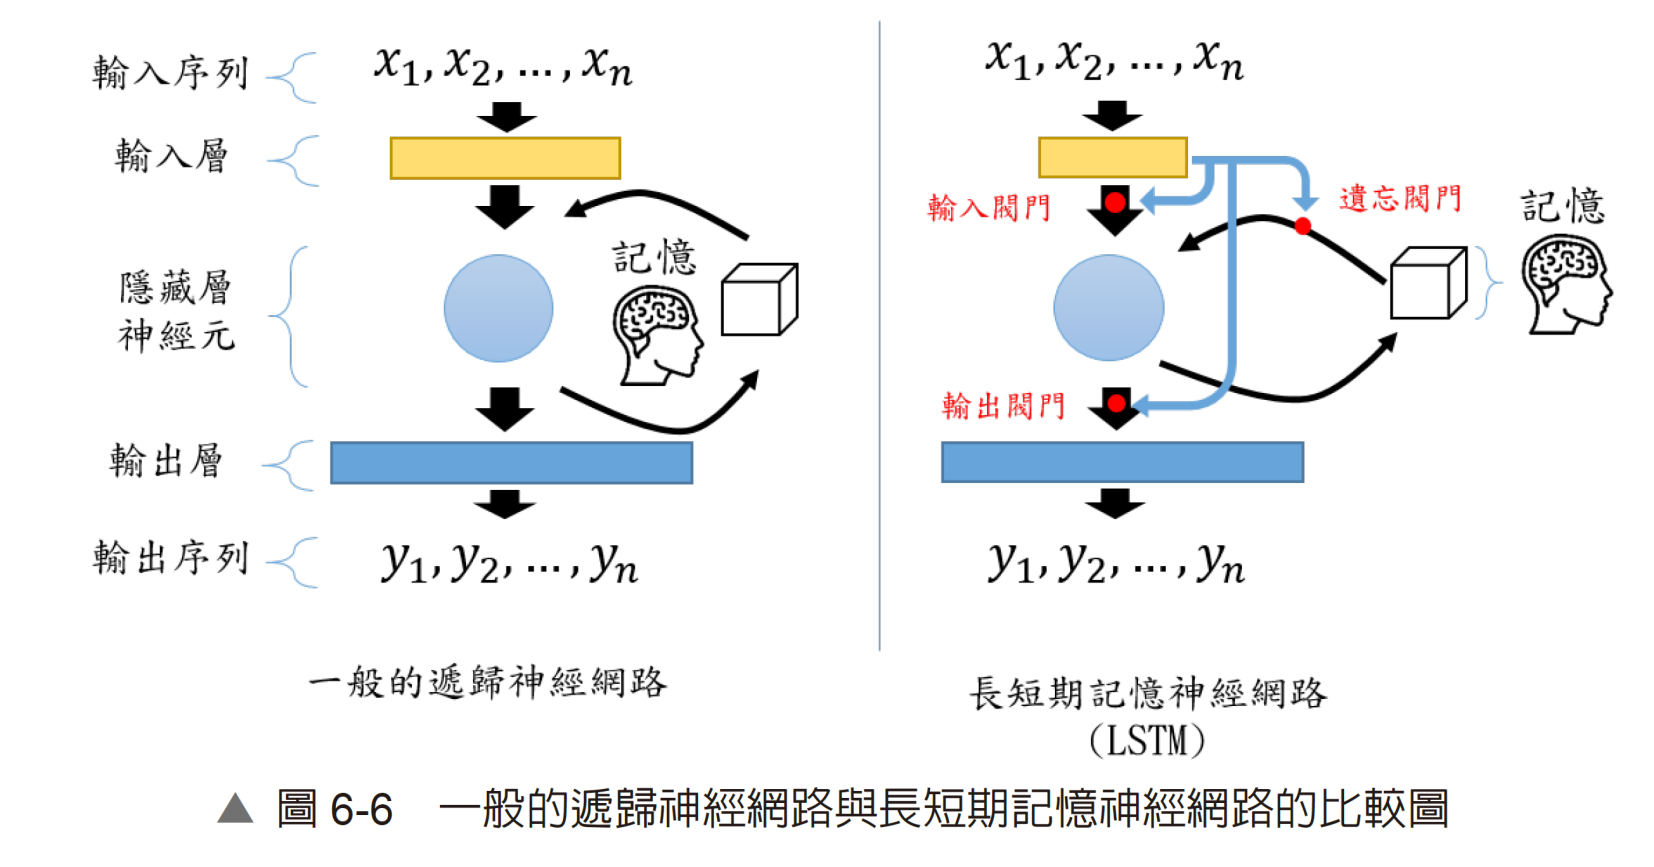 輸入序列
x₁, x₂, …, xₙ
輸入層
記憶
隱藏層
神經元
輸出層
輸出序列
y₁, y₂, …, yₙ
一般的遞歸神經網路
x₁, x₂, …, xₙ
輸入閥門
遺忘閥門
記憶
輸出閥門
y₁, y₂, …, yₙ
長短期記憶神經網路
(LSTM)
▲ 圖 6-6 一般的遞歸神經網路與長短期記憶神經網路的比較圖